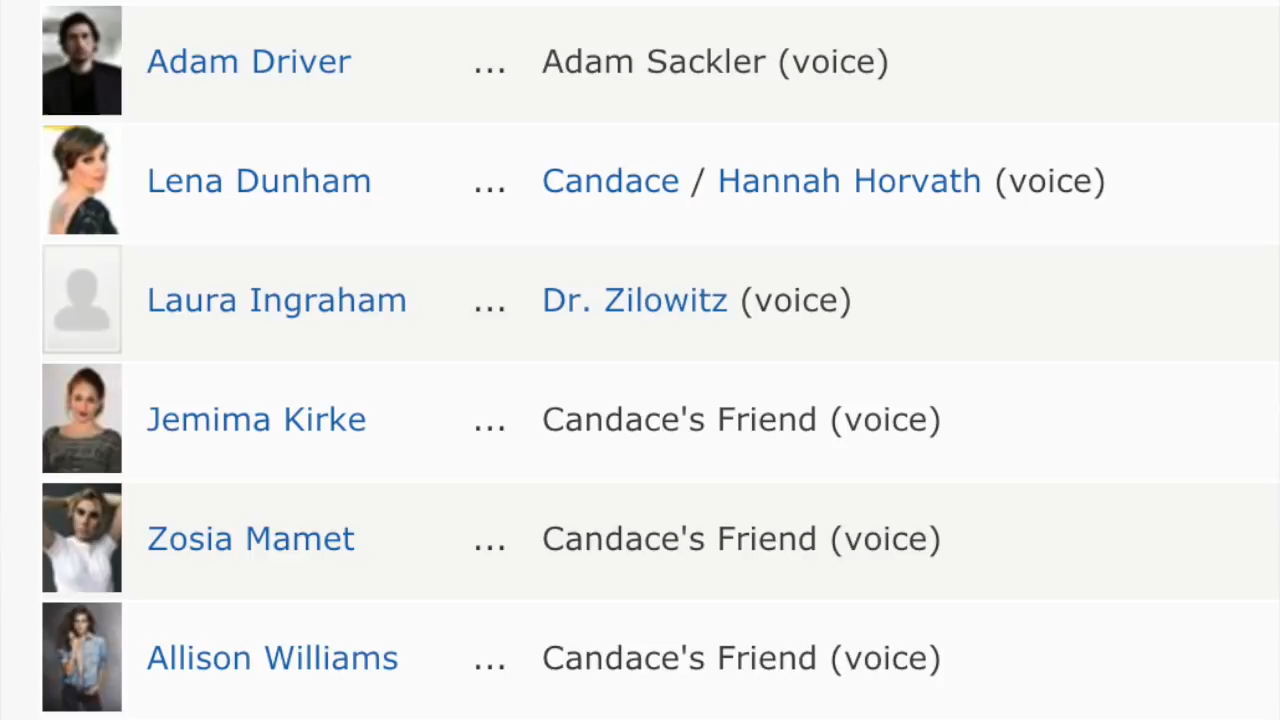 Adam Driver ... Adam Sackler (voice)
Lena Dunham ... Candace / Hannah Horvath (voice)
Laura Ingraham ... Dr. Zilowitz (voice)
Jemima Kirke ... Candace's Friend (voice)
Zosia Mamet ... Candace's Friend (voice)
Allison Williams ... Candace's Friend (voice)